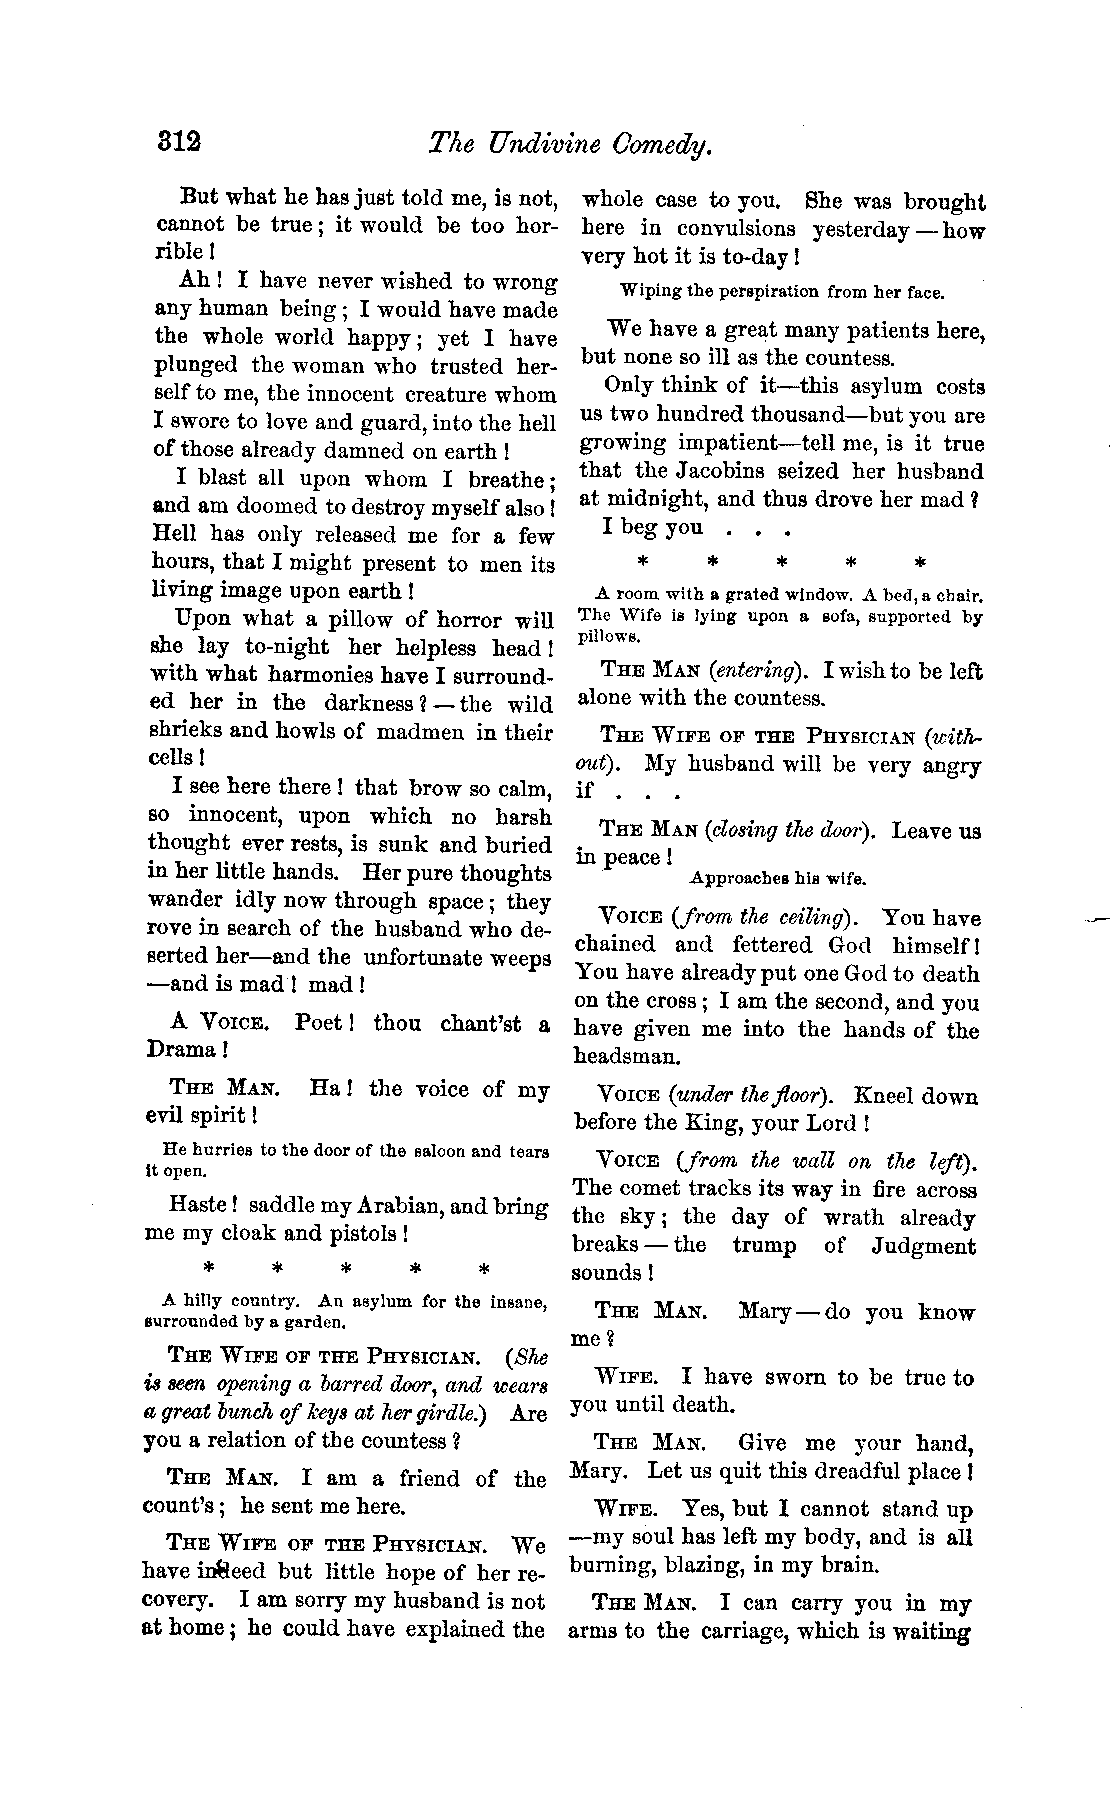 312
The Undivine Comedy.
But what he has just told me, is not,
cannot be true; it would be too hor-
rible!
Ah! I have never wished to wrong
any human being; I would have made
the whole world happy; yet I have
plunged the woman who trusted her-
self to me, the innocent creature whom
I swore to love and guard, into the hell
of those already damned on earth!
I blast all upon whom I breathe;
and am doomed to destroy myself also!
Hell has only released me for a few
hours, that I might present to men its
living image upon earth!
Upon what a pillow of horror will
she lay to-night her helpless head!
with what harmonies have I surround-
ed her in the darkness?—the wild
shrieks and howls of madmen in their
cells!
I see here there! that brow so calm,
so innocent, upon which no harsh
thought ever rests, is sunk and buried
in her little hands. Her pure thoughts
wander idly now through space; they
rove in search of the husband who de-
serted her—and the unfortunate weeps
—and is mad! mad!
A VOICE. Poet! thou chant'st a
Drama!
THE MAN. Ha! the voice of my
evil spirit!
He hurries to the door of the saloon and tears
it open.
Haste! saddle my Arabian, and bring
me my cloak and pistols!
* * * * *
A hilly country. An asylum for the insane,
surrounded by a garden.
THE WIFE OF THE PHYSICIAN. (She
is seen opening a barred door, and wears
a great bunch of keys at her girdle.) Are
you a relation of the countess?
THE MAN. I am a friend of the
count's; he sent me here.
THE WIFE OF THE PHYSICIAN. We
have indeed but little hope of her re-
covery. I am sorry my husband is not
at home; he could have explained the
whole case to you. She was brought
here in convulsions yesterday—how
very hot it is to-day!
Wiping the perspiration from her face.
We have a great many patients here,
but none so ill as the countess.
Only think of it—this asylum costs
us two hundred thousand—but you are
growing impatient—tell me, is it true
that the Jacobins seized her husband
at midnight, and thus drove her mad?
I beg you . . .
* * * * *
A room with a grated window. A bed, a chair.
The Wife is lying upon a sofa, supported by
pillows.
THE MAN (entering). I wish to be left
alone with the countess.
THE WIFE OF THE PHYSICIAN (with-
out). My husband will be very angry
if . . .
THE MAN (closing the door). Leave us
in peace!
Approaches his wife.
VOICE (from the ceiling). You have
chained and fettered God himself!
You have already put one God to death
on the cross; I am the second, and you
have given me into the hands of the
headsman.
VOICE (under the floor). Kneel down
before the King, your Lord!
VOICE (from the wall on the left).
The comet tracks its way in fire across
the sky; the day of wrath already
breaks—the trump of Judgment
sounds!
THE MAN. Mary—do you know
me?
WIFE. I have sworn to be true to
you until death.
THE MAN. Give me your hand,
Mary. Let us quit this dreadful place!
WIFE. Yes, but I cannot stand up
—my soul has left my body, and is all
burning, blazing, in my brain.
THE MAN. I can carry you in my
arms to the carriage, which is waiting